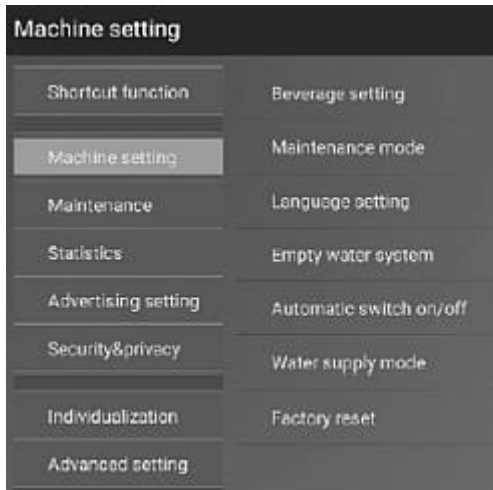 Machine setting
Shortcut function
Machine setting
Maintenance
Statistics
Advertising setting
Security&privacy
Individualization
Advanced setting
Beverage setting
Maintenance mode
Language setting
Empty water system
Automatic switch on/off
Water supply mode
Factory reset